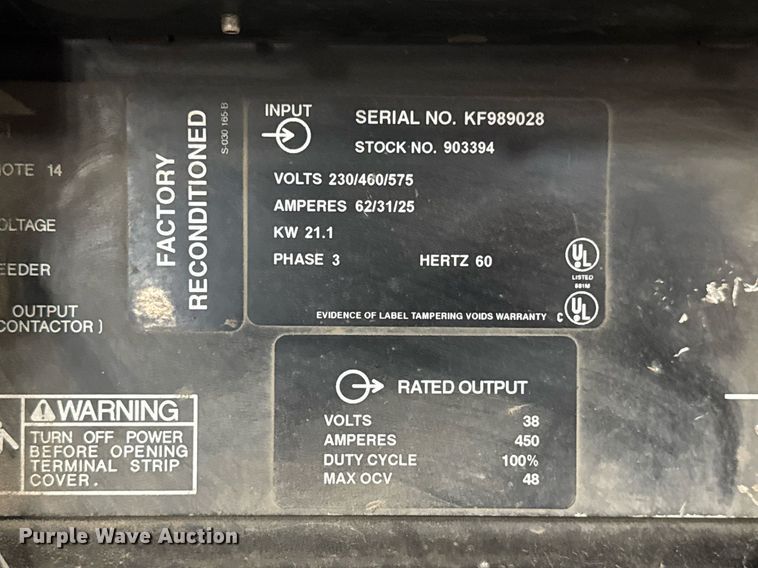 OTE 14
OLTAGE
EEDER
OUTPUT
CONTACTOR)
FACTORY
RECONDITIONED
S-030 165-B
INPUT
SERIAL NO. KF989028
STOCK NO. 903394
VOLTS 230/460/575
AMPERES 62/31/25
KW 21.1
PHASE 3 HERTZ 60
UL
LISTED
EVIDENCE OF LABEL TAMPERING VOIDS WARRANTY
C UL
RATED OUTPUT
VOLTS 38
AMPERES 450
DUTY CYCLE 100%
MAX OCV 48
WARNING
TURN OFF POWER
BEFORE OPENING
TERMINAL STRIP
COVER.
Purple Wave Auction